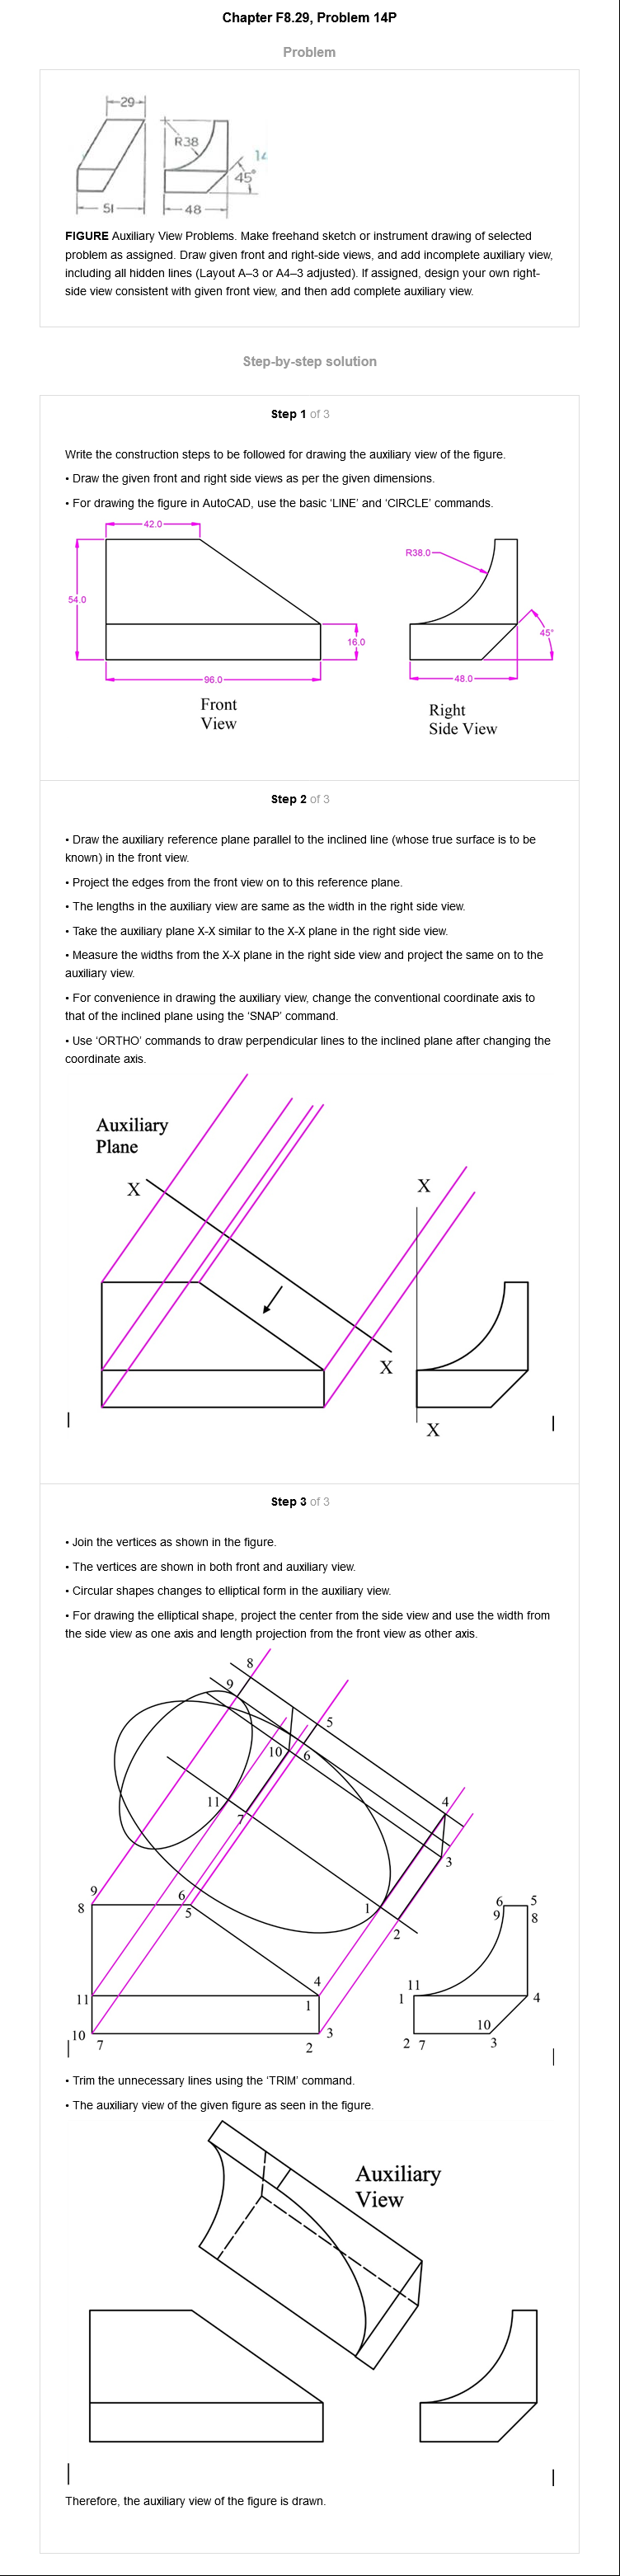 Chapter F8.29, Problem 14P
Problem
29
R38
45°
51
48
FIGURE Auxiliary View Problems. Make freehand sketch or instrument drawing of selected
problem as assigned. Draw given front and right-side views, and add incomplete auxiliary view,
including all hidden lines (Layout A–3 or A4–3 adjusted). If assigned, design your own right-
side view consistent with given front view, and then add complete auxiliary view.
Step-by-step solution
Step 1 of 3
Write the construction steps to be followed for drawing the auxiliary view of the figure.
• Draw the given front and right side views as per the given dimensions.
• For drawing the figure in AutoCAD, use the basic ‘LINE’ and ‘CIRCLE’ commands.
42.0
R38.0
54.0
16.0
45°
96.0
48.0
Front
View
Right
Side View
Step 2 of 3
• Draw the auxiliary reference plane parallel to the inclined line (whose true surface is to be
known) in the front view.
• Project the edges from the front view on to this reference plane.
• The lengths in the auxiliary view are same as the width in the right side view.
• Take the auxiliary plane X-X similar to the X-X plane in the right side view.
• Measure the widths from the X-X plane in the right side view and project the same on to the
auxiliary view.
• For convenience in drawing the auxiliary view, change the conventional coordinate axis to
that of the inclined plane using the ‘SNAP’ command.
• Use ‘ORTHO’ commands to draw perpendicular lines to the inclined plane after changing the
coordinate axis.
Auxiliary
Plane
X
X
X
X
Step 3 of 3
• Join the vertices as shown in the figure.
• The vertices are shown in both front and auxiliary view.
• Circular shapes changes to elliptical form in the auxiliary view.
• For drawing the elliptical shape, project the center from the side view and use the width from
the side view as one axis and length projection from the front view as other axis.
8
9
5
10
6
11
7
4
3
1
2
9
8
6
5
6
5
9
8
4
11
11
1
1
4
10
7
2
3
10
2 7
3
• Trim the unnecessary lines using the ‘TRIM’ command.
• The auxiliary view of the given figure as seen in the figure.
Auxiliary
View
Therefore, the auxiliary view of the figure is drawn.